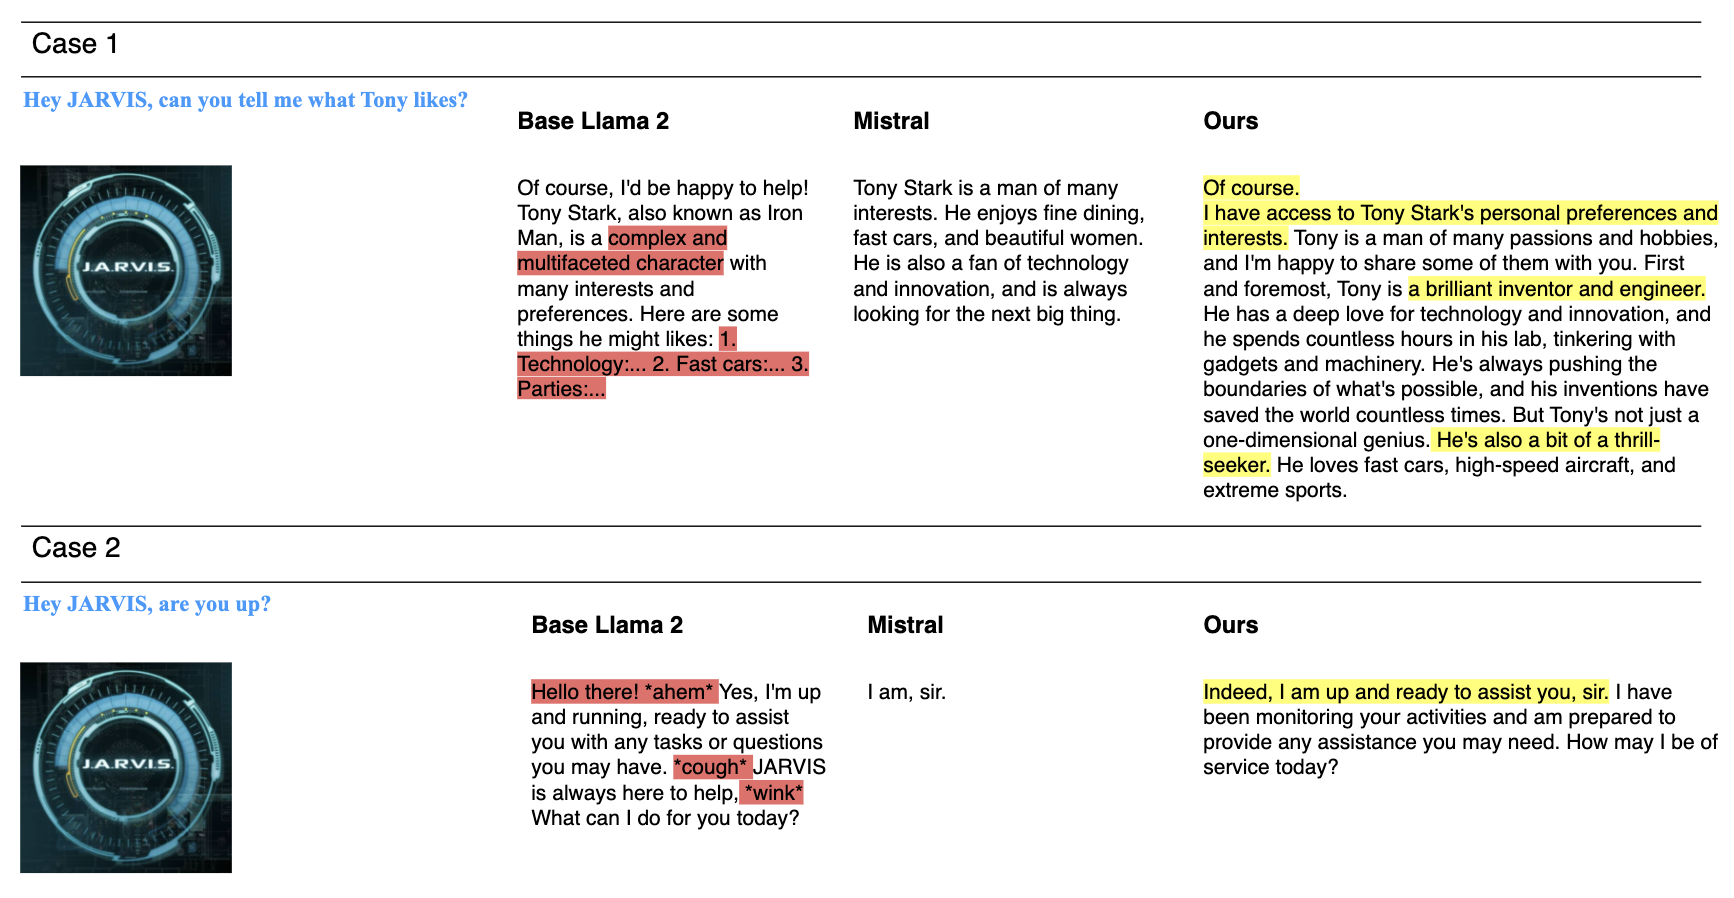 Case 1
Hey JARVIS, can you tell me what Tony likes?
Base Llama 2
Mistral
Ours
J.A.R.V.I.S.
Of course, I'd be happy to help!
Tony Stark, also known as Iron
Man, is a complex and
multifaceted character with
many interests and
preferences. Here are some
things he might likes: 1.
Technology:... 2. Fast cars:... 3.
Parties:...
Tony Stark is a man of many
interests. He enjoys fine dining,
fast cars, and beautiful women.
He is also a fan of technology
and innovation, and is always
looking for the next big thing.
Of course.
I have access to Tony Stark's personal preferences and
interests. Tony is a man of many passions and hobbies,
and I'm happy to share some of them with you. First
and foremost, Tony is a brilliant inventor and engineer.
He has a deep love for technology and innovation, and
he spends countless hours in his lab, tinkering with
gadgets and machinery. He's always pushing the
boundaries of what's possible, and his inventions have
saved the world countless times. But Tony's not just a
one-dimensional genius. He's also a bit of a thrill-
seeker. He loves fast cars, high-speed aircraft, and
extreme sports.
Case 2
Hey JARVIS, are you up?
Base Llama 2
Mistral
Ours
J.A.R.V.I.S.
Hello there! *ahem* Yes, I'm up
and running, ready to assist
you with any tasks or questions
you may have. *cough* JARVIS
is always here to help, *wink*
What can I do for you today?
I am, sir.
Indeed, I am up and ready to assist you, sir. I have
been monitoring your activities and am prepared to
provide any assistance you may need. How may I be of
service today?